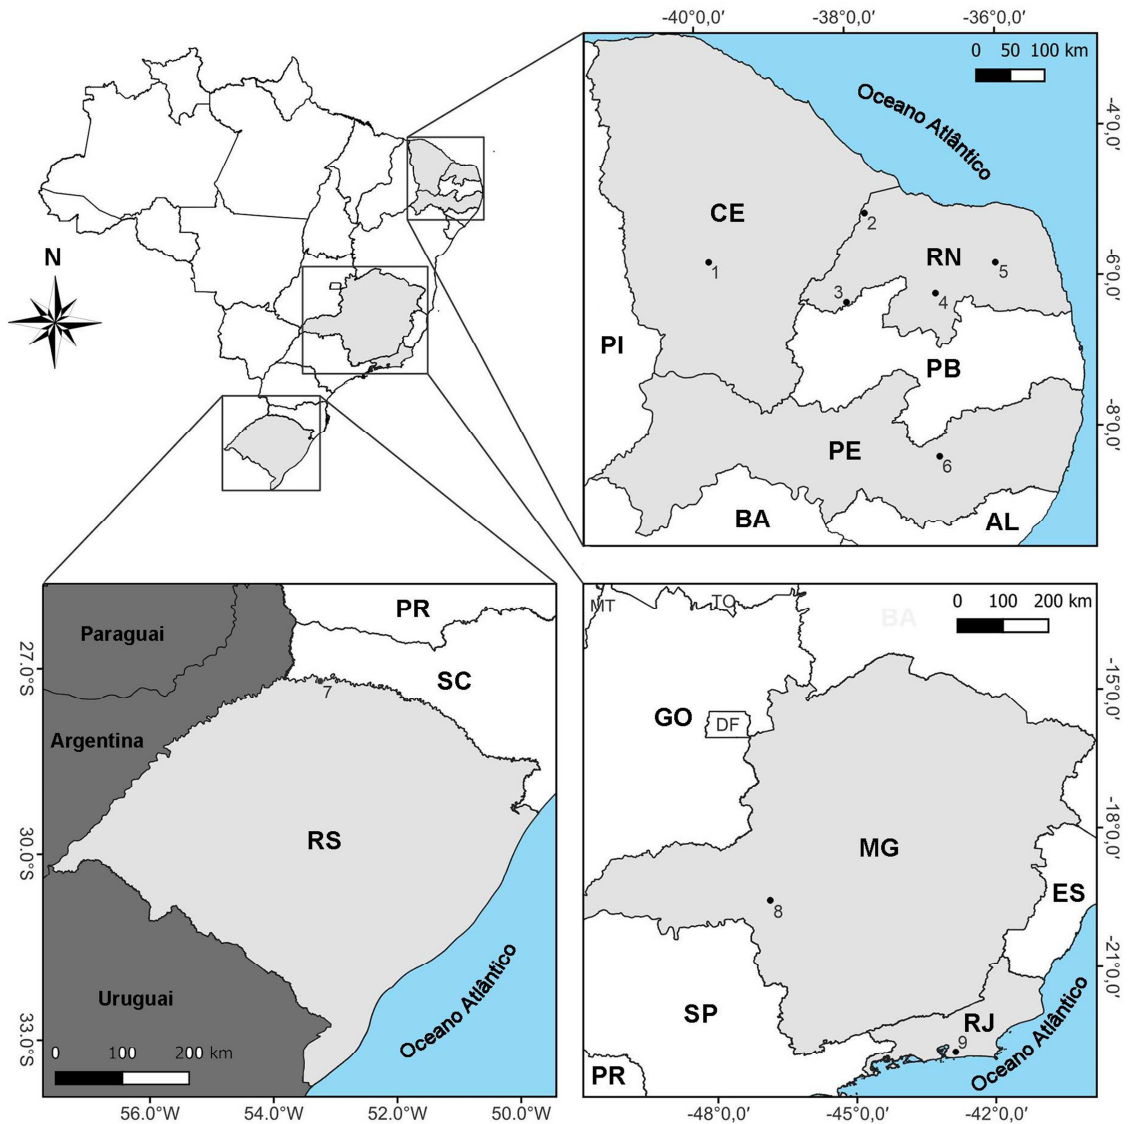 N
-40°0,0′
-38°0,0′
-36°0,0′
0 50 100 km
Oceano Atlântico
-4°0,0′
-6°0,0′
-8°0,0′
CE
RN
PI
PB
PE
BA
AL
1
2
3
4
5
6
PR
SC
Paraguai
Argentina
RS
Uruguai
Oceano Atlântico
7
27.0°S
30.0°S
33.0°S
0 100 200 km
56.0°W
54.0°W
52.0°W
50.0°W
MT
TO
BA
0 100 200 km
GO
DF
MG
ES
SP
RJ
PR
8
9
Oceano Atlântico
-15°0,0′
-18°0,0′
-21°0,0′
-48°0,0′
-45°0,0′
-42°0,0′